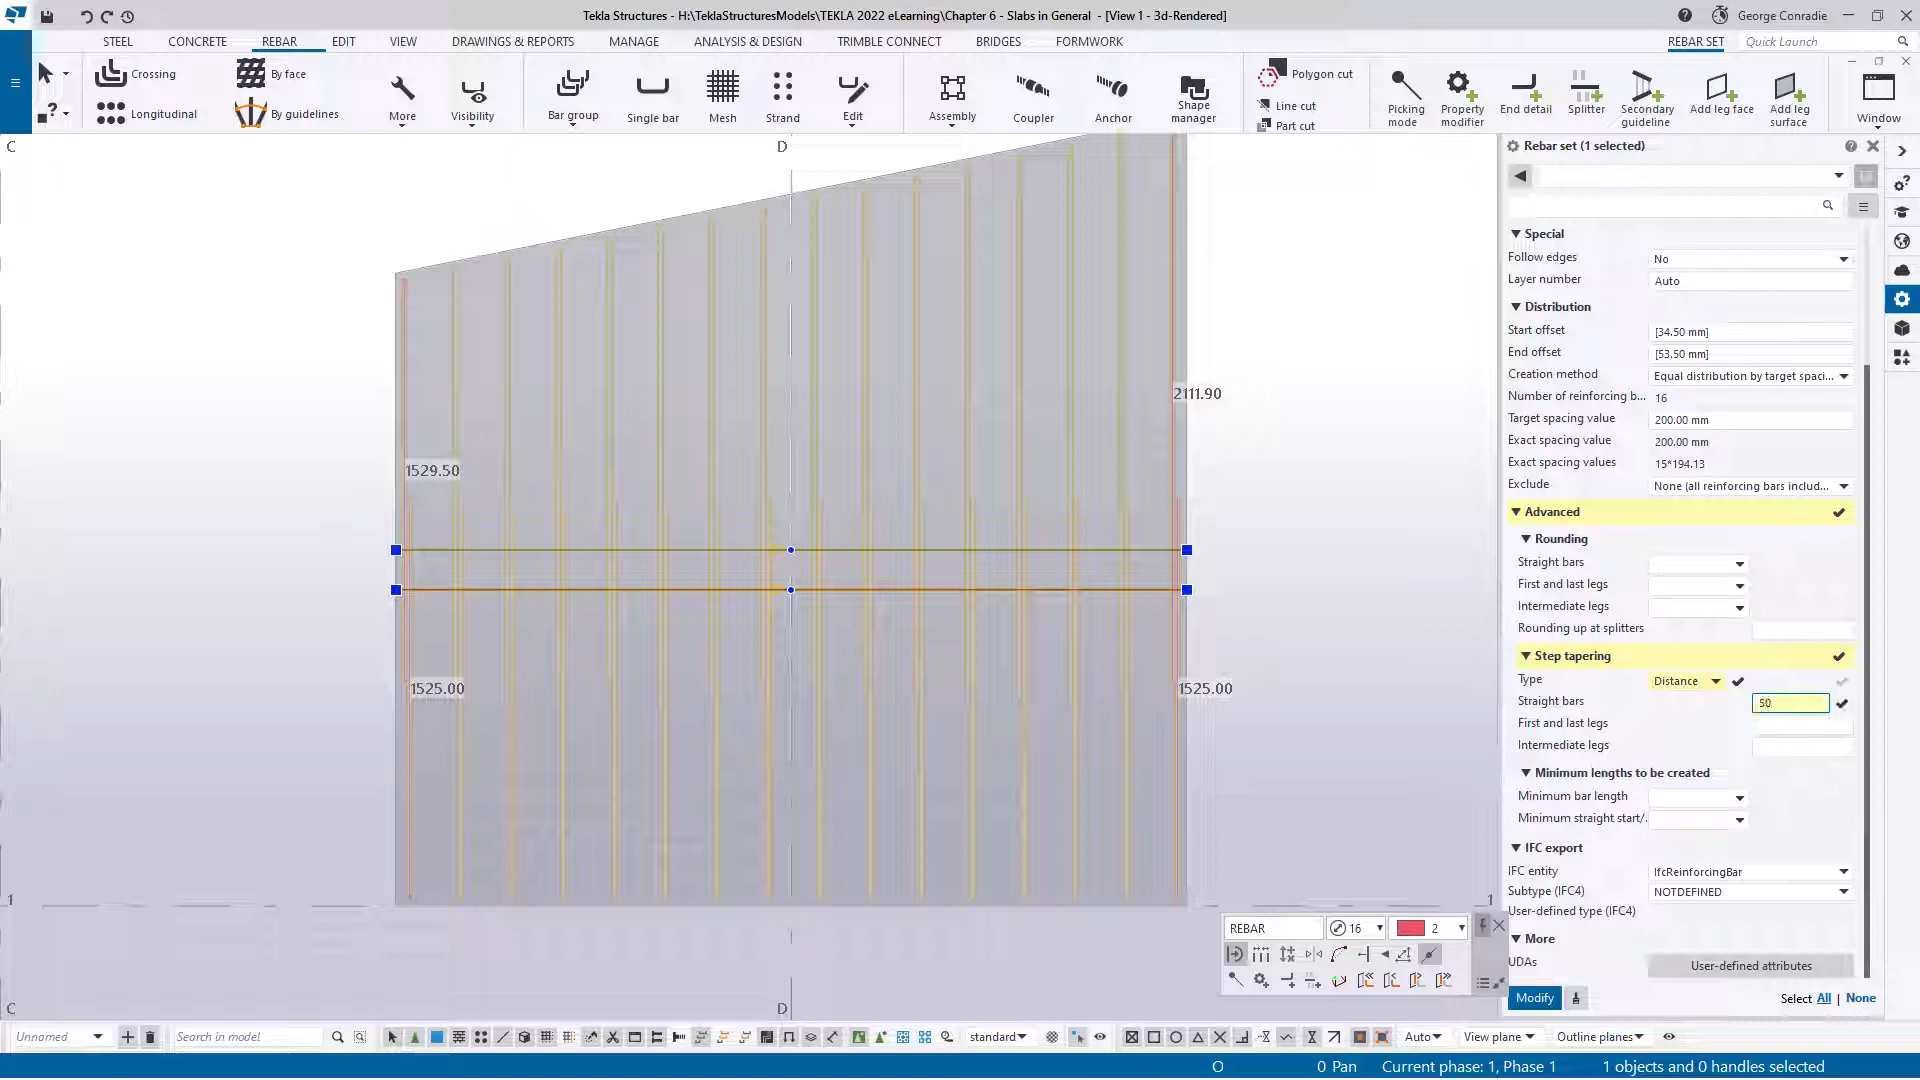 Tekla Structures - H:\TeklaStructuresModels\TEKLA 2022 eLearning\Chapter 6 - Slabs in General - [View 1 - 3d-Rendered]
George Conradie
STEEL CONCRETE REBAR EDIT VIEW DRAWINGS & REPORTS MANAGE ANALYSIS & DESIGN TRIMBLE CONNECT BRIDGES FORMWORK REBAR SET Quick Launch
Crossing
Longitudinal
By face
By guidelines
More
Visibility
Bar group
Single bar
Mesh
Strand
Edit
Assembly
Coupler
Anchor
Shape manager
Polygon cut
Line cut
Part cut
Picking mode
Property modifier
End detail
Splitter
Secondary guideline
Add leg face
Add leg surface
Window
C
D
2111.90
1529.50
1525.00
1525.00
1
1
C
D
Rebar set (1 selected)
Special
Follow edges No
Layer number Auto
Distribution
Start offset [34.50 mm]
End offset [53.50 mm]
Creation method Equal distribution by target spaci...
Number of reinforcing b... 16
Target spacing value 200.00 mm
Exact spacing value 200.00 mm
Exact spacing values 15*194.13
Exclude None (all reinforcing bars includ...
Advanced
Rounding
Straight bars
First and last legs
Intermediate legs
Rounding up at splitters
Step tapering
Type Distance
Straight bars 50
First and last legs
Intermediate legs
Minimum lengths to be created
Minimum bar length
Minimum straight start/.
IFC export
IFC entity IfcReinforcingBar
Subtype (IFC4) NOTDEFINED
User-defined type (IFC4)
More
UDAs User-defined attributes
Modify Select All | None
REBAR 16 2
Unnamed Search in model standard Auto View plane Outline planes
O 0 Pan Current phase: 1, Phase 1 1 objects and 0 handles selected